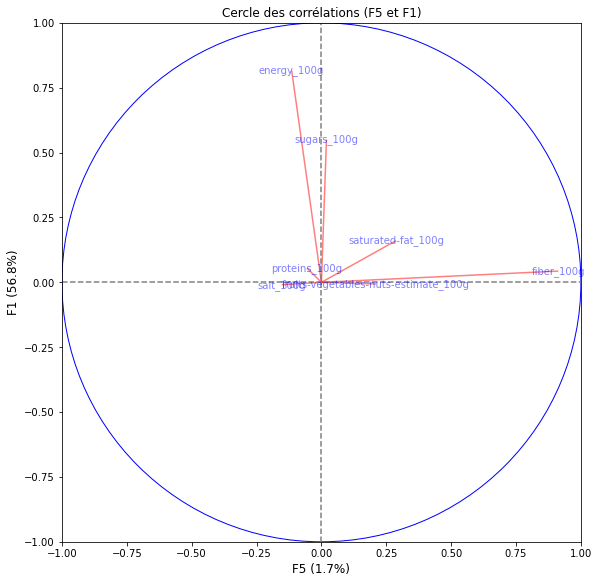 Cercle des corrélations (F5 et F1)
1.00
0.75
0.50
0.25
0.00
−0.25
−0.50
−0.75
−1.00
F1 (56.8%)
energy_100g
sugars_100g
saturated-fat_100g
proteins_100g
fiber_100g
salt_100g
-vegetables-nuts-estimate_100g
−1.00
−0.75
−0.50
−0.25
0.00
0.25
0.50
0.75
1.00
F5 (1.7%)